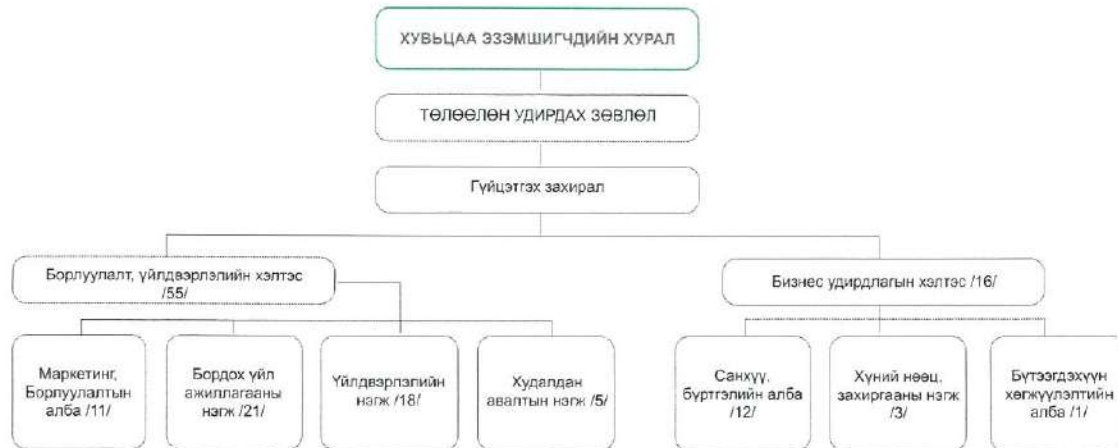 ХУВЬЦАА ЭЗЭМШИГЧДИЙН ХУРАЛ
ТӨЛӨӨЛӨН УДИРДАХ ЗӨВЛӨЛ
Гүйцэтгэх захирал
Борлуулалт, үйлдвэрлэлийн хэлтэс
/55/
Бизнес удирдлагын хэлтэс /16/
Маркетинг,
Борлуулалтын
алба /11/
Бордох үйл
ажиллагааны
нэгж /21/
Үйлдвэрлэлийн
нэгж /18/
Худалдан
авалтын нэгж /5/
Санхүү,
бүртгэлийн алба
/12/
Хүний нөөц,
захиргааны нэгж
/3/
Бүтээгдэхүүн
хөгжүүлэлтийн
алба /1/